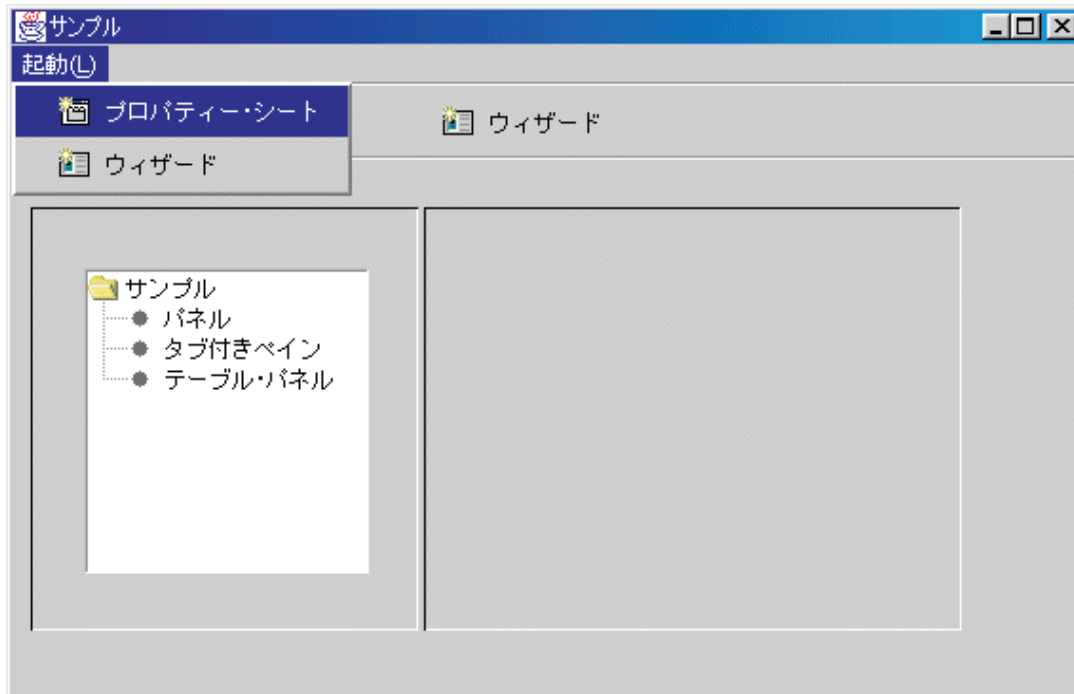 サンプル
起動(L)
プロパティー・シート
ウィザード
ウィザード
サンプル
パネル
タブ付きペイン
テーブル・パネル